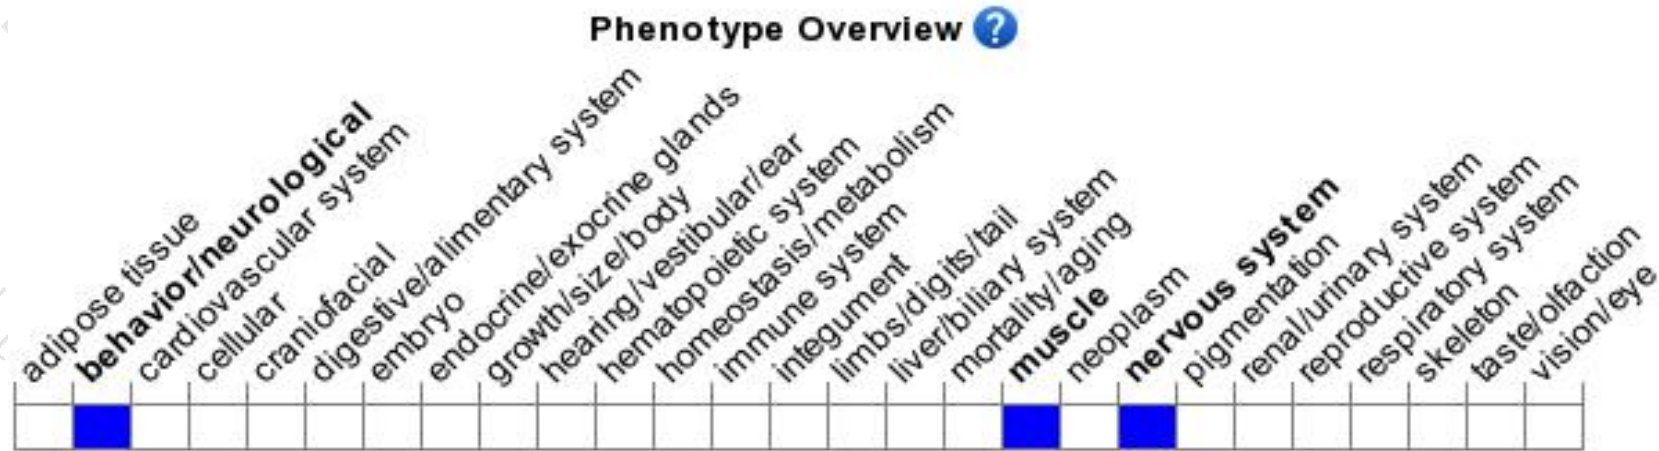 Phenotype Overview ?
adipose tissue
behavior/neurological
cardiovascular system
cellular
craniofacial
digestive/alimentary system
embryo
endocrine/exocrine glands
growth/size/body
hearing/vestibular/ear
hematopoietic system
homeostasis/metabolism
immune system
integument
limbs/digits/tail
liver/biliary system
mortality/aging
muscle
neoplasm
nervous system
pigmentation
renal/urinary system
reproductive system
respiratory system
skeleton
taste/olfaction
vision/eye